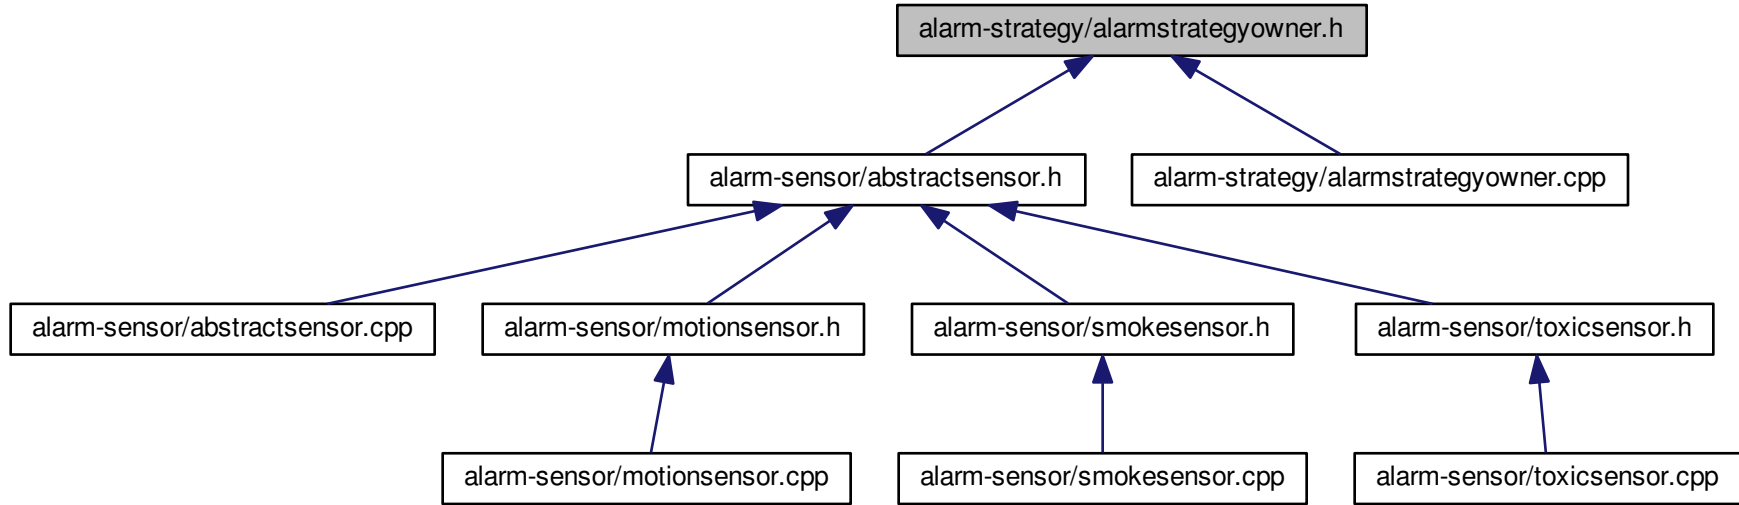 alarm-strategy/alarmstrategyowner.h
alarm-sensor/abstractsensor.h
alarm-strategy/alarmstrategyowner.cpp
alarm-sensor/abstractsensor.cpp
alarm-sensor/motionsensor.h
alarm-sensor/smokesensor.h
alarm-sensor/toxicsensor.h
alarm-sensor/motionsensor.cpp
alarm-sensor/smokesensor.cpp
alarm-sensor/toxicsensor.cpp